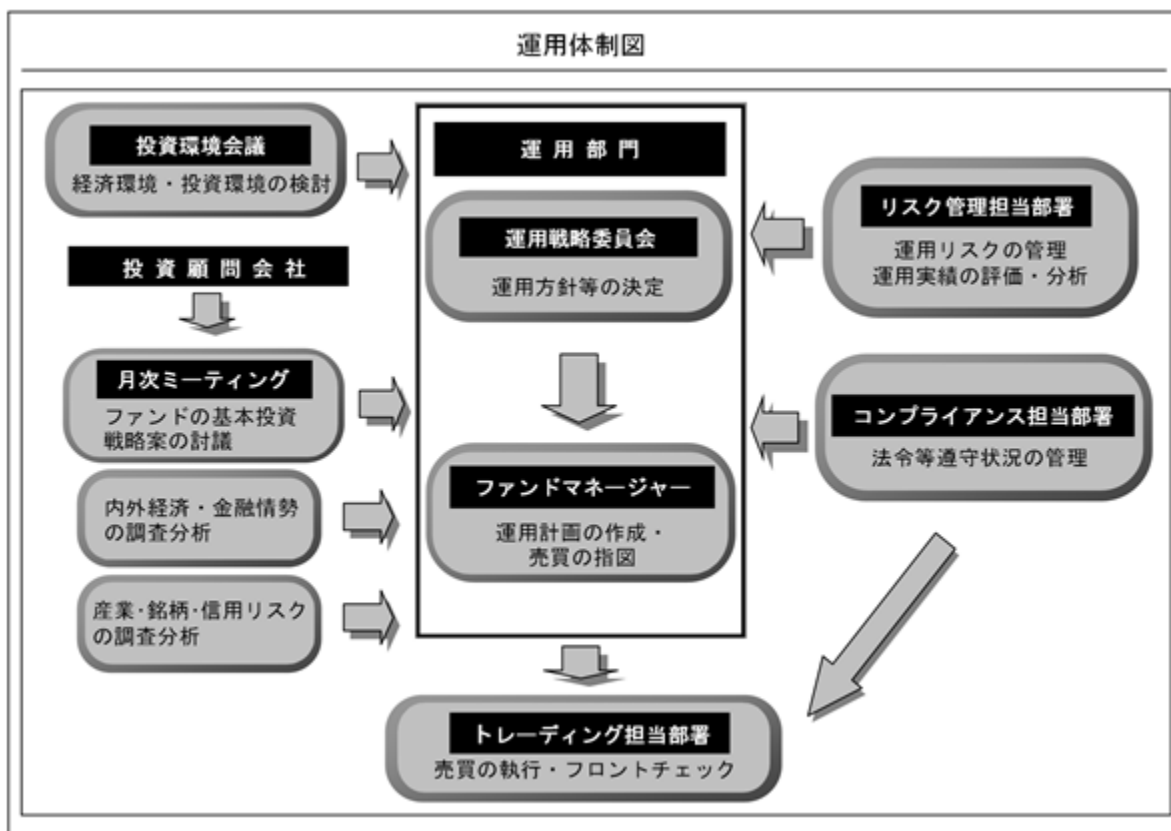 運用体制図
投資環境会議
経済環境・投資環境の検討
投資顧問会社
月次ミーティング
ファンドの基本投資
戦略案の討議
内外経済・金融情勢
の調査分析
産業・銘柄・信用リスク
の調査分析
運用部門
運用戦略委員会
運用方針等の決定
ファンドマネージャー
運用計画の作成・
売買の指図
リスク管理担当部署
運用リスクの管理
運用実績の評価・分析
コンプライアンス担当部署
法令等遵守状況の管理
トレーディング担当部署
売買の執行・フロントチェック